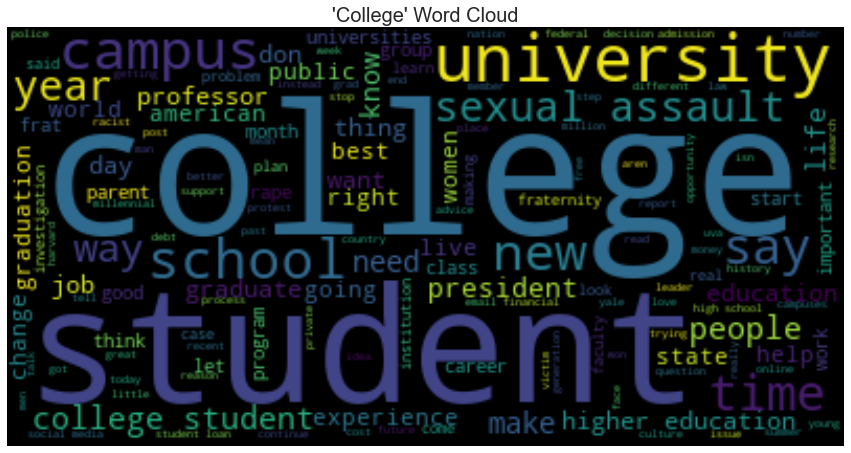 'College' Word Cloud
police
said
campus
don
universities
week
group
learn
nation
federal
decision
admission
member
different
law
number
university
year
getting
racist
professor
problem
instead
grad
end
public
know
step
world
post
american
month
stop
thing
sexual assault
place
million
research
frat
man
mean
best
women
making
aren
isn
life
college
day
plan
better
want
right
free
opportunity
graduation
investigation
parent
support
rape
fraternity
report
start
important
millennial
protest
advice
harvard
debt
past
country
live
read
uva
money
way
school
need
class
new
real
history
say
job
tell
good
graduate
going
look
president
leader
education
process
email
financial
yale
love
high school
campuses
change
student
think
case
program
private
institution
trying
people
got
recent
let
idea
career
faculty
won
state
really
help
work
talk
great
reason
victim
generation
question
online
men
today
little
face
time
college student
experience
come
make
higher education
social media
student loan
continue
cost
future
culture
issue
summer
young